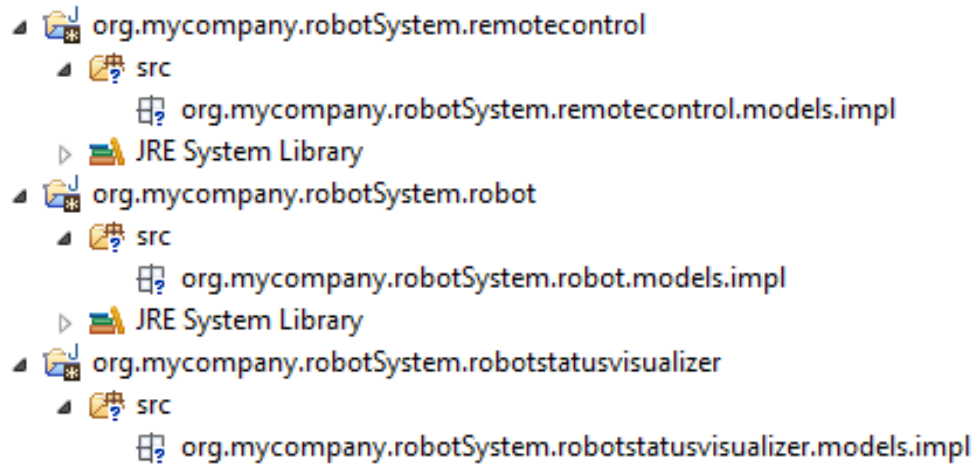 org.mycompany.robotSystem.remotecontrol
src
org.mycompany.robotSystem.remotecontrol.models.impl
JRE System Library
org.mycompany.robotSystem.robot
src
org.mycompany.robotSystem.robot.models.impl
JRE System Library
org.mycompany.robotSystem.robotstatusvisualizer
src
org.mycompany.robotSystem.robotstatusvisualizer.models.impl